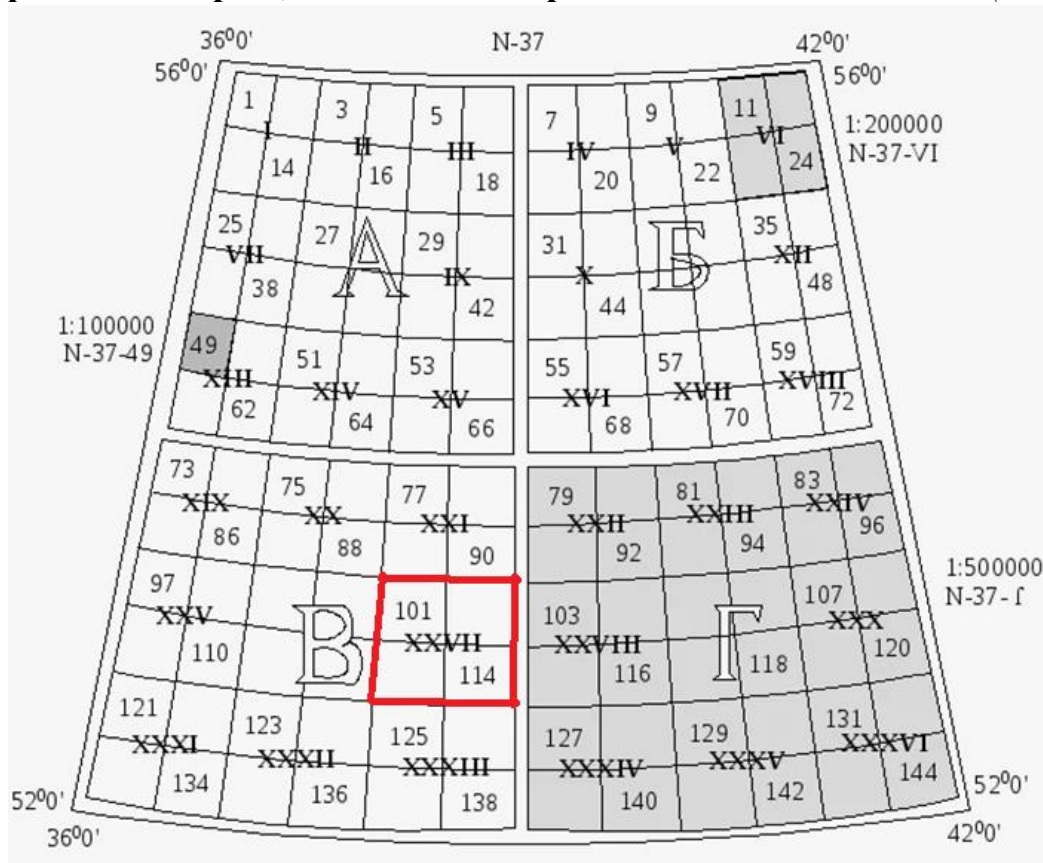 36⁰0' N-37 42⁰0'
56⁰0' 56⁰0'
1 3 5 7 9 11
I II III IV V VI
14 16 18 20 22 24
1:200000
N-37-VI
25 27 29 31 35
А Б
VII IX X XII
38 42 44 48
1:100000
N-37-49
49 51 53 55 57 59
XIII XIV XV XVI XVII XVIII
62 64 66 68 70 72
73 75 77 79 81 83
XIX XX XXI XXII XXIII XXIV
86 88 90 92 94 96
1:500000
N-37-Г
97 101 103 107
XXV В XXVII XXVIII Г XXX
110 114 116 118 120
121 123 125 127 129 131
XXXI XXXII XXXIII XXXIV XXXV XXXVI
134 136 138 140 142 144
52⁰0' 52⁰0'
36⁰0' 42⁰0'